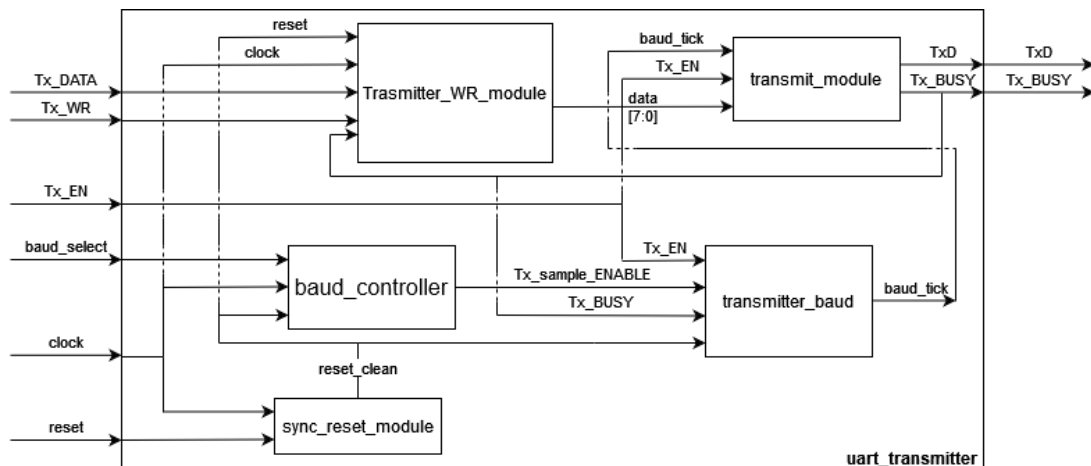 reset
clock
baud_tick
TxD
TxD
Tx_DATA
Tx_EN
transmit_module
Tx_BUSY
Tx_BUSY
Trasmitter_WR_module
Tx_WR
data
[7:0]
Tx_EN
baud_select
Tx_EN
baud_controller
Tx_sample_ENABLE
Tx_BUSY
transmitter_baud
baud_tick
clock
reset_clean
reset
sync_reset_module
uart_transmitter